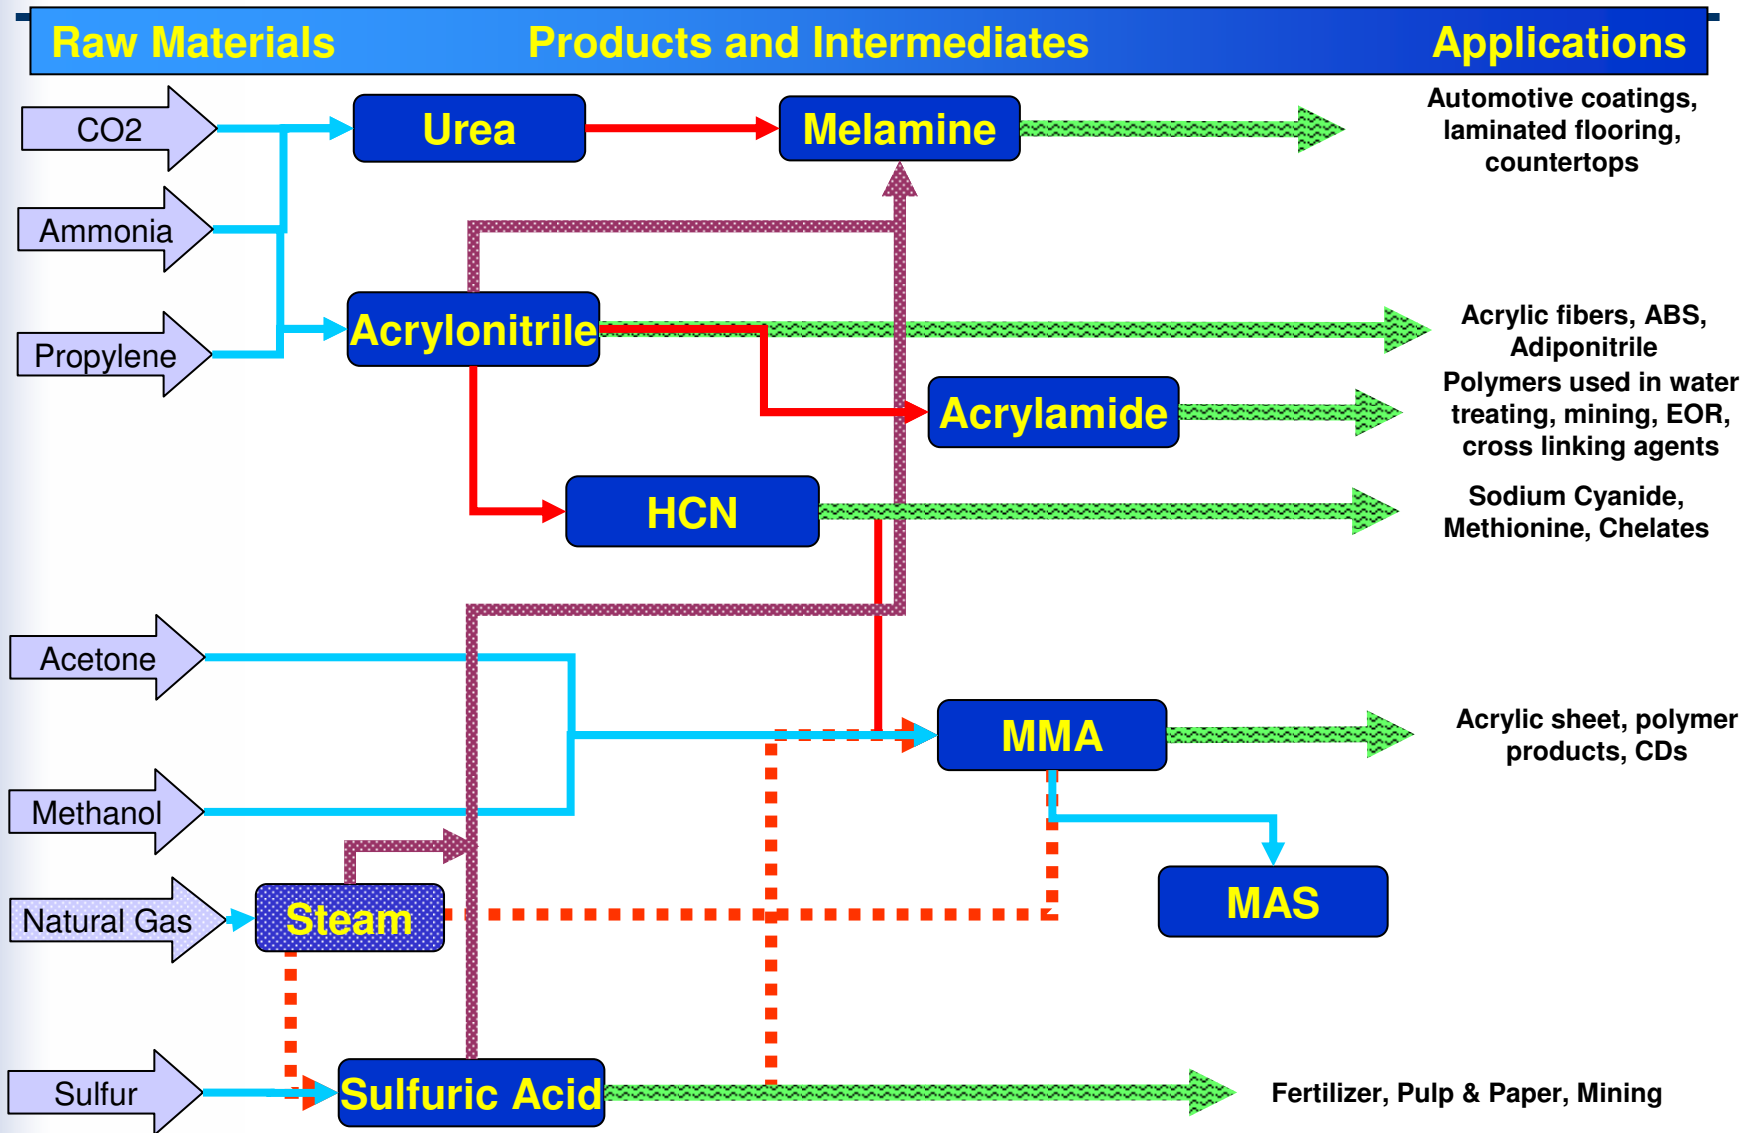 Raw Materials
Products and Intermediates
Applications
CO2
Urea
Melamine
Automotive coatings,
laminated flooring,
countertops
Ammonia
Propylene
Acrylonitrile
Acrylic fibers, ABS,
Adiponitrile
Acrylamide
Polymers used in water
treating, mining, EOR,
cross linking agents
HCN
Sodium Cyanide,
Methionine, Chelates
Acetone
MMA
Acrylic sheet, polymer
products, CDs
Methanol
MAS
Natural Gas
Steam
Sulfur
Sulfuric Acid
Fertilizer, Pulp & Paper, Mining